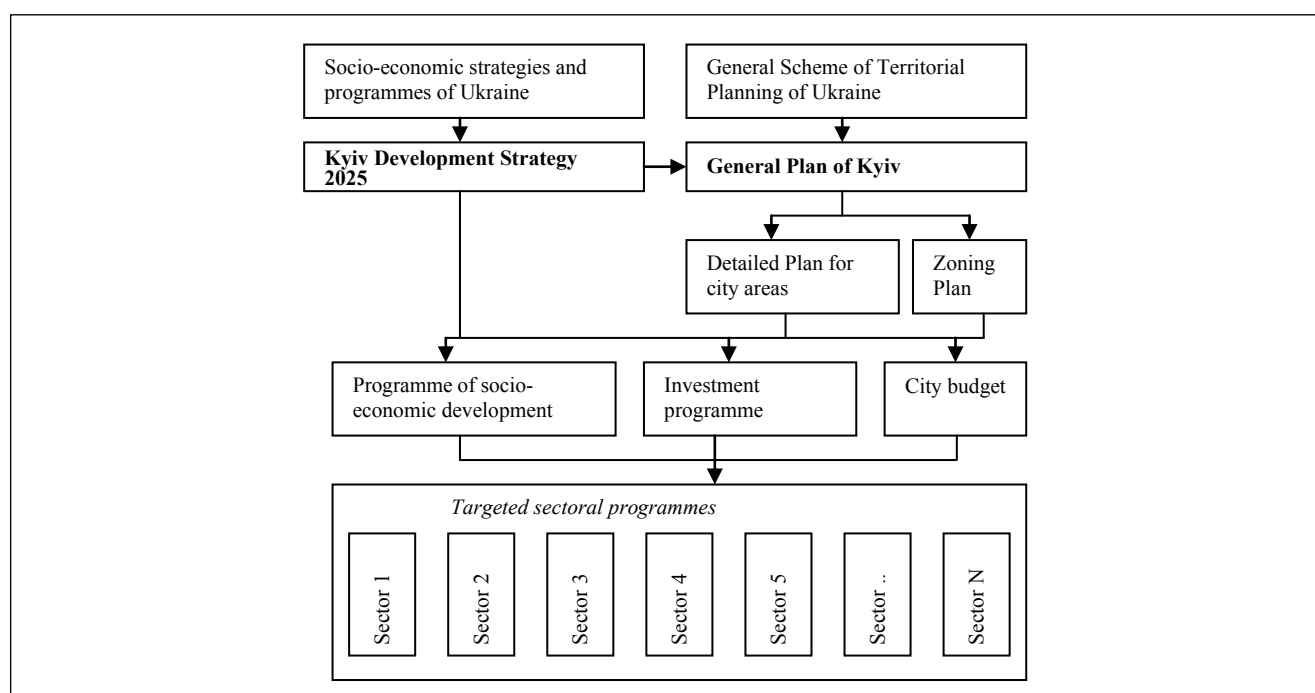 Socio-economic strategies and
programmes of Ukraine
General Scheme of Territorial
Planning of Ukraine
Kyiv Development Strategy
2025
General Plan of Kyiv
Detailed Plan for
city areas
Zoning
Plan
Programme of socio-
economic development
Investment
programme
City budget
Targeted sectoral programmes
Sector 1
Sector 2
Sector 3
Sector 4
Sector 5
Sector ..
Sector N